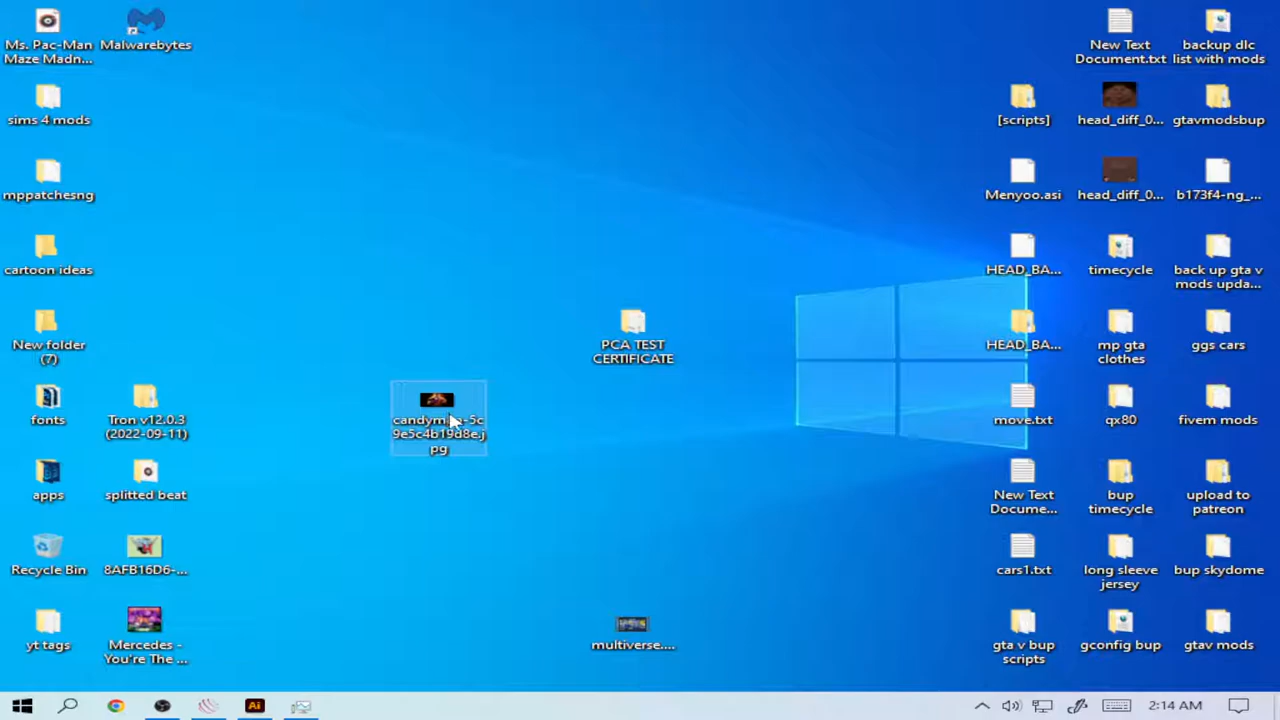 Ms. Pac-Man
Maze Madn...
Malwarebytes
New Text
Document.txt
backup dlc
list with mods
sims 4 mods
[scripts]
head_diff_0...
gtavmodsbup
mppatchesng
Menyoo.asi
head_diff_0...
b173f4-ng_...
cartoon ideas
HEAD_BA...
timecycle
back up gta v
mods upda...
New folder
(7)
PCA TEST
CERTIFICATE
HEAD_BA...
mp gta
clothes
ggs cars
fonts
Tron v12.0.3
(2022-09-11)
9e5c4b19d8e.j
pg
move.txt
qx80
fivem mods
apps
splitted beat
New Text
Docume...
bup
timecycle
upload to
patreon
Recycle Bin
8AFB16D6-...
cars1.txt
long sleeve
jersey
bup skydome
yt tags
Mercedes -
You're The ...
multiverse....
gta v bup
scripts
gconfig bup
gtav mods
Ai
2:14 AM